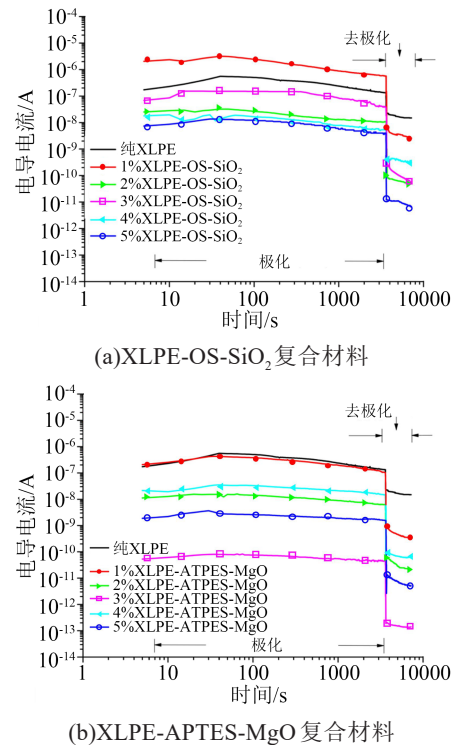 去极化
电导电流/A
10-4
10-5
10-6
10-7
10-8
10-9
10-10
10-11
10-12
10-13
10-14
纯XLPE
1%XLPE-OS-SiO2
2%XLPE-OS-SiO2
3%XLPE-OS-SiO2
4%XLPE-OS-SiO2
5%XLPE-OS-SiO2
极化
1 10 100 1000 10000
时间/s
(a)XLPE-OS-SiO2复合材料
去极化
电导电流/A
10-4
10-5
10-6
10-7
10-8
10-9
10-10
10-11
10-12
10-13
10-14
纯XLPE
1%XLPE-ATPES-MgO
2%XLPE-ATPES-MgO
3%XLPE-ATPES-MgO
4%XLPE-ATPES-MgO
5%XLPE-ATPES-MgO
极化
1 10 100 1000 10000
时间/s
(b)XLPE-APTES-MgO复合材料